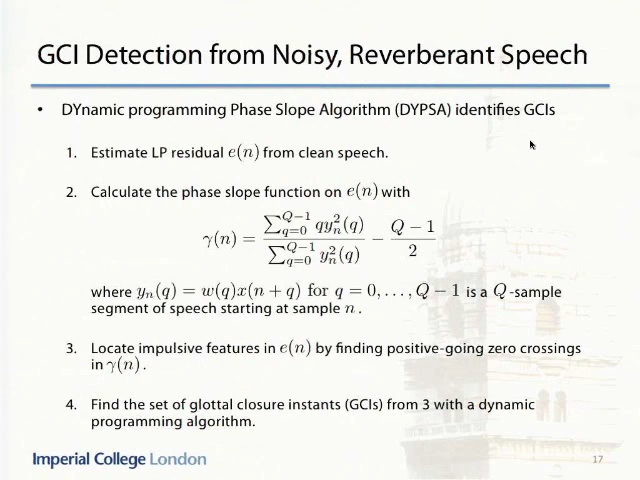 GCI Detection from Noisy, Reverberant Speech
• DYnamic programming Phase Slope Algorithm (DYPSA) identifies GCIs
1. Estimate LP residual e(n) from clean speech.
2. Calculate the phase slope function on e(n) with
γ(n) = \frac{\sum_{q=0}^{Q-1} q y_n^2(q)}{\sum_{q=0}^{Q-1} y_n^2(q)} − \frac{Q − 1}{2}
where y_n(q) = w(q)x(n + q) for q = 0, . . . , Q − 1 is a Q -sample
segment of speech starting at sample n .
3. Locate impulsive features in e(n) by finding positive-going zero crossings
in γ(n) .
4. Find the set of glottal closure instants (GCIs) from 3 with a dynamic
programming algorithm.
Imperial College London
17